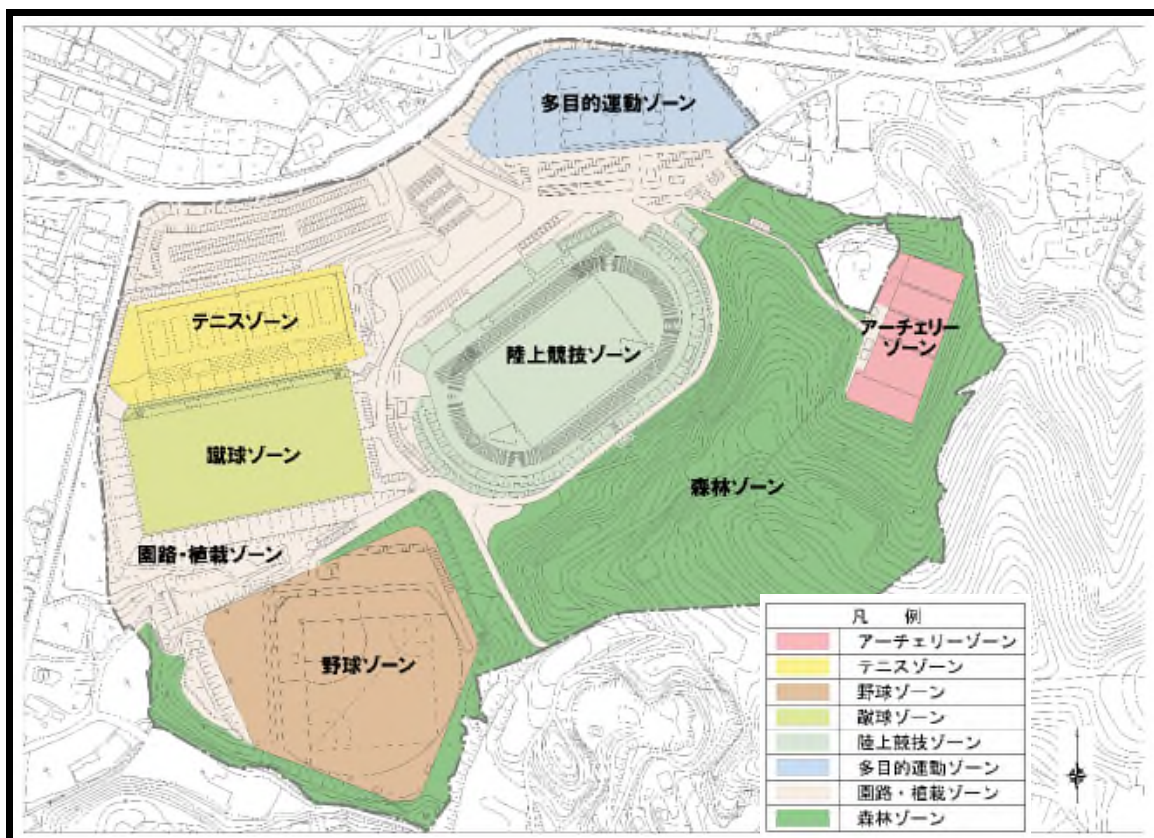 多目的運動ゾーン
テニスゾーン
陸上競技ゾーン
アーチェリー
ゾーン
蹴球ゾーン
森林ゾーン
園路・植栽ゾーン
野球ゾーン
凡 例
アーチェリーゾーン
テニスゾーン
野球ゾーン
蹴球ゾーン
陸上競技ゾーン
多目的運動ゾーン
園路・植栽ゾーン
森林ゾーン